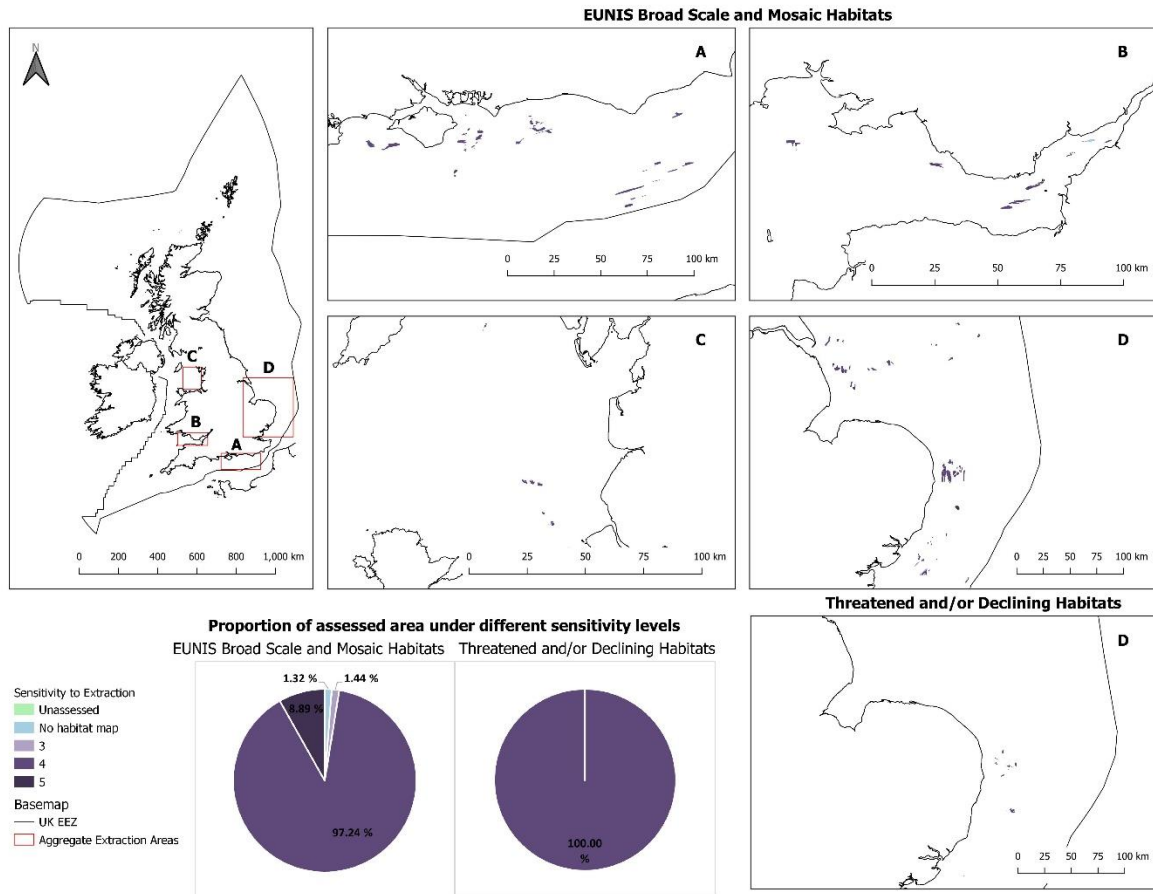 EUNIS Broad Scale and Mosaic Habitats
N
A
B
C
D
C
D
B
A
0 200 400 600 800 1,000 km
0 25 50 75 100 km
0 25 50 75 100 km
0 25 50 75 100 km
0 25 50 75 100 km
Threatened and/or Declining Habitats
D
0 25 50 75 100 km
Proportion of assessed area under different sensitivity levels
EUNIS Broad Scale and Mosaic Habitats
Threatened and/or Declining Habitats
1.32 %
1.44 %
8.89 %
97.24 %
100.00
%
Sensitivity to Extraction
Unassessed
No habitat map
3
4
5
Basemap
UK EEZ
Aggregate Extraction Areas